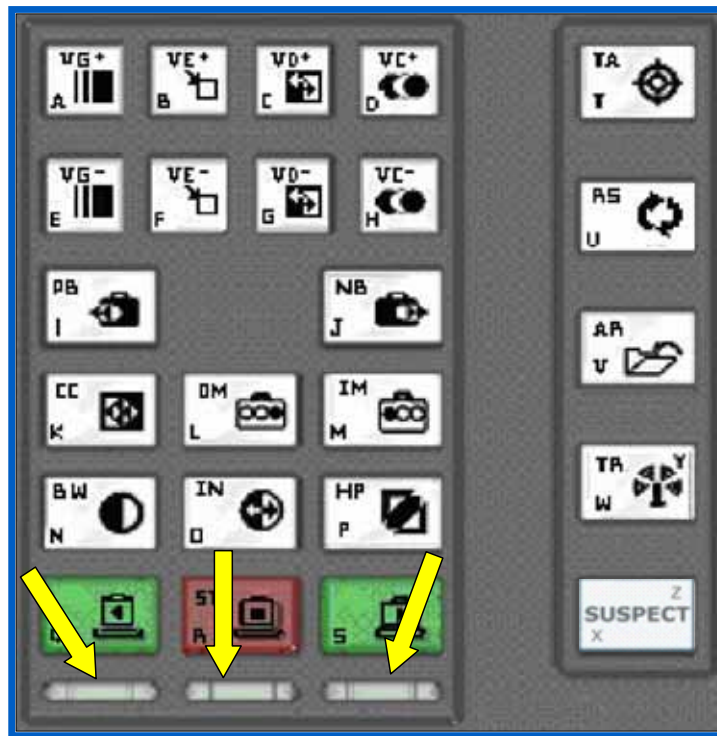 VG+ VE+ VD+ VC+
A B C D
VG- VE- VD- VC-
E F G H
PB NB
I J
CC OM IM
K L M
BW IN HP
N O P
ST
R S
TA
T
RS
U
AR
V
TR Y
W
Z
SUSPECT
X